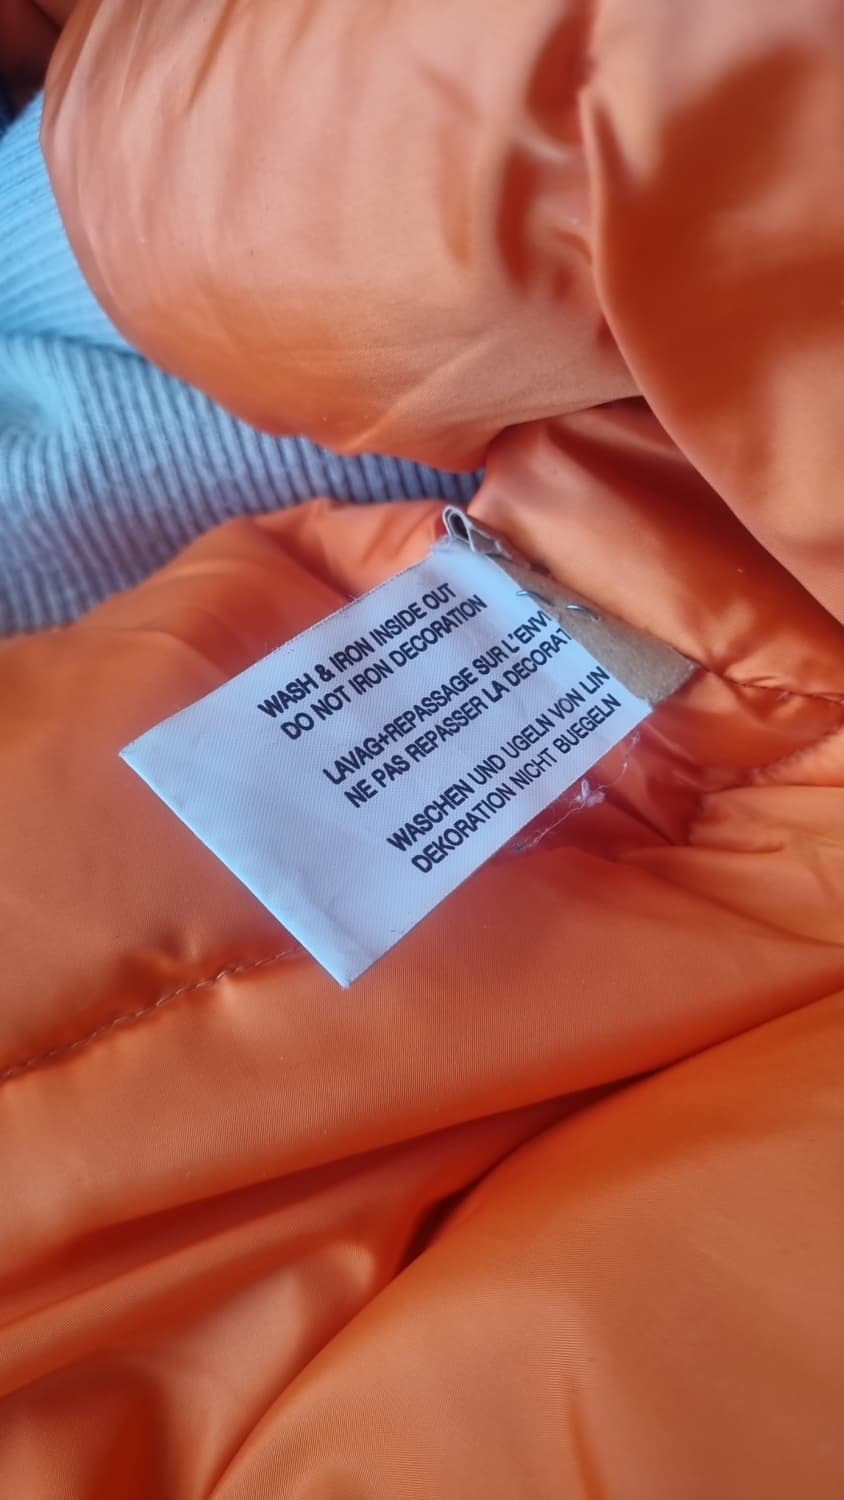 WASH & IRON INSIDE OUT
DO NOT IRON DECORATION
LAVAG+REPASSAGE SUR L'ENV
NE PAS REPASSER LA DECORAT
WASCHEN UND UGELN VON LIN
DEKORATION NICHT BUEGELN